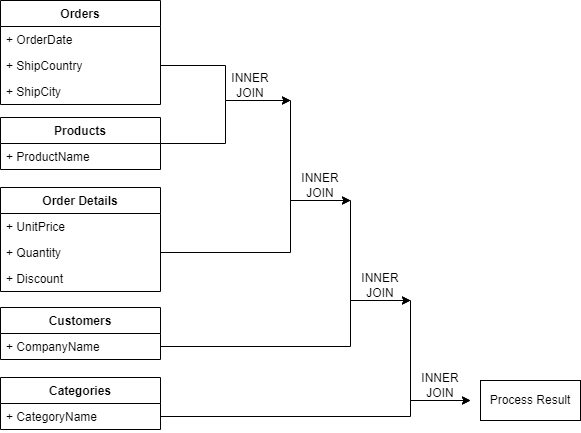 Orders
+ OrderDate
+ ShipCountry
+ ShipCity
INNER
JOIN
Products
+ ProductName
INNER
JOIN
Order Details
+ UnitPrice
+ Quantity
+ Discount
INNER
JOIN
Customers
+ CompanyName
INNER
JOIN
Categories
+ CategoryName
Process Result